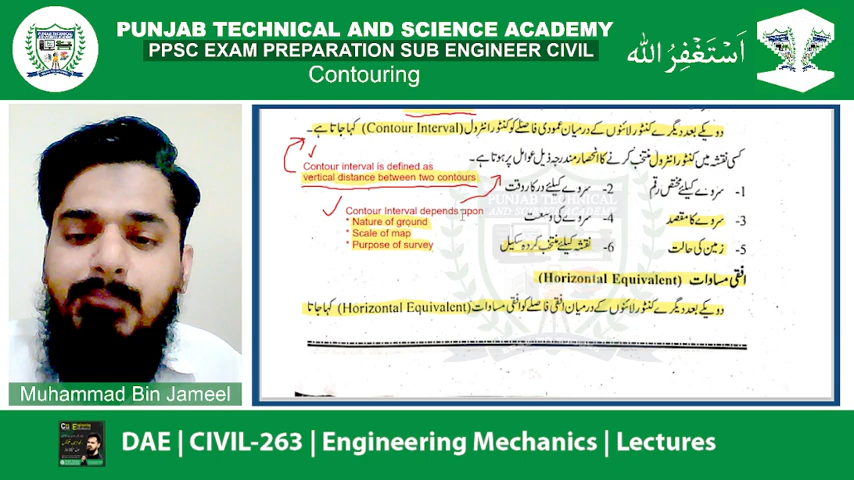 PUNJAB TECHNICAL AND SCIENCE ACADEMY
PPSC EXAM PREPARATION SUB ENGINEER CIVIL
Contouring
اَسْتَغْفِرُ اللہ
دو یکے بعد دیگرے کنٹور لائنوں کے درمیان عمودی فاصلے کو کنٹور انٹرول (Contour Interval) کہا جاتا ہے۔
کسی نقشہ میں کنٹور انٹرول منتخب کرنے کا انحصار مندرجہ ذیل عوامل پر ہوتا ہے۔
Contour interval is defined as
vertical distance between two contours
1- سروے کیلئے مختص رقم 2- سروے کیلئے درکار وقت
Contour Interval depends upon
* Nature of ground
* Scale of map
* Purpose of survey
3- سروے کا مقصد 4- سروے کی وسعت
5- زمین کی حالت 6- نقشہ کیلئے منتخب کردہ سکیل
افقی مساوات (Horizontal Equivalent)
دو یکے بعد دیگرے کنٹور لائنوں کے درمیان افقی فاصلے کو افقی مساوات (Horizontal Equivalent) کہا جاتا
PUNJAB TECHNICAL
Muhammad Bin Jameel
DAE | CIVIL-263 | Engineering Mechanics | Lectures